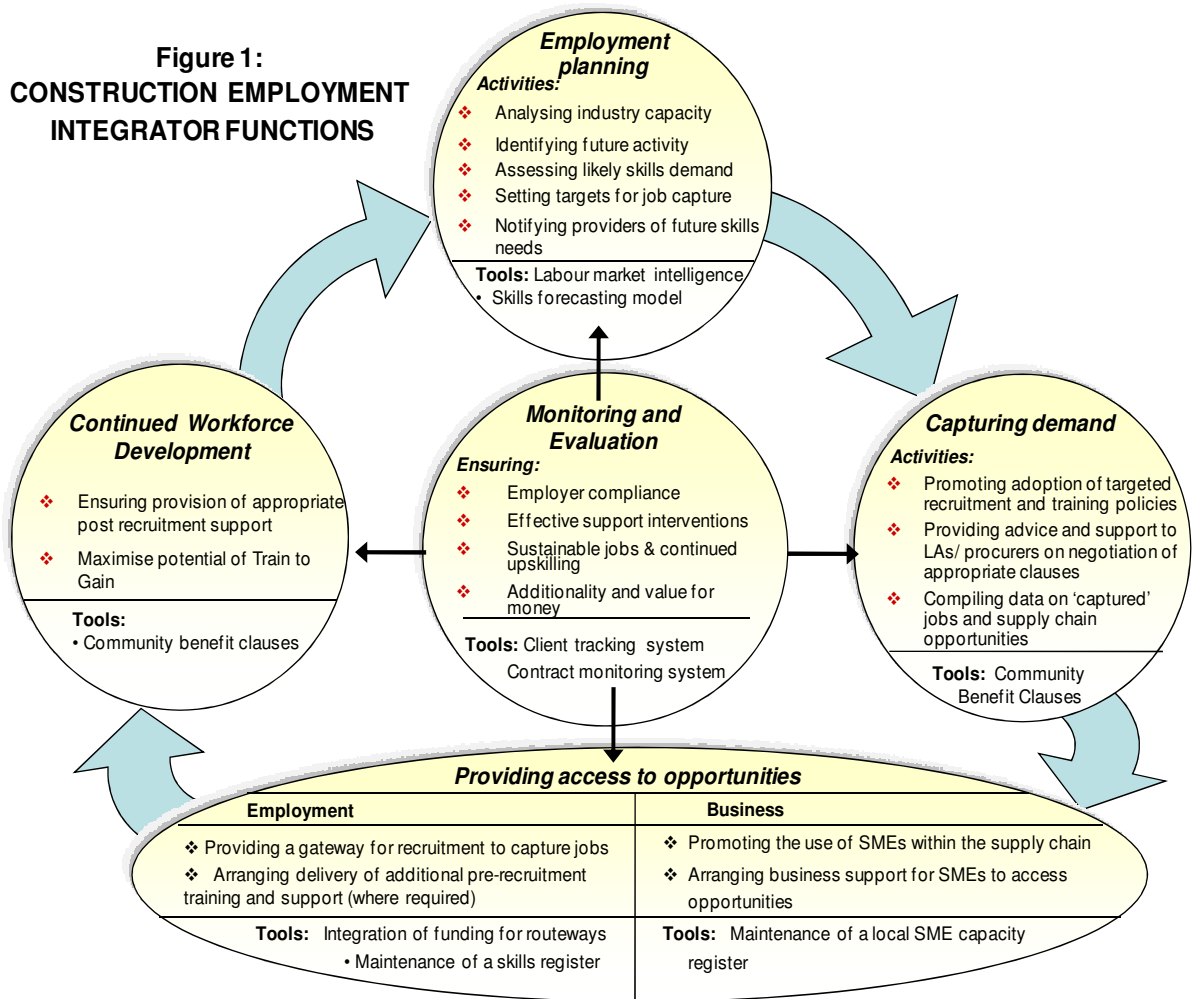 Figure 1:
CONSTRUCTION EMPLOYMENT
INTEGRATOR FUNCTIONS
Employment
planning
Activities:
❖ Analysing industry capacity
❖ Identifying future activity
❖ Assessing likely skills demand
❖ Setting targets for job capture
❖ Notifying providers of future skills
needs
Tools: Labour market intelligence
• Skills forecasting model
Continued Workforce
Development
❖ Ensuring provision of appropriate
post recruitment support
❖ Maximise potential of Train to
Gain
Tools:
• Community benefit clauses
Monitoring and
Evaluation
Ensuring:
❖ Employer compliance
❖ Effective support interventions
❖ Sustainable jobs & continued
upskilling
❖ Additionality and value for
money
Tools: Client tracking system
Contract monitoring system
Capturing demand
Activities:
❖ Promoting adoption of targeted
recruitment and training policies
❖ Providing advice and support to
LAs/ procurers on negotiation of
appropriate clauses
❖ Compiling data on ‘captured’
jobs and supply chain
opportunities
Tools: Community
Benefit Clauses
Providing access to opportunities
Employment
❖ Providing a gateway for recruitment to capture jobs
❖ Arranging delivery of additional pre-recruitment
training and support (where required)
Tools: Integration of funding for routeways
• Maintenance of a skills register
Business
❖ Promoting the use of SMEs within the supply chain
❖ Arranging business support for SMEs to access
opportunities
Tools: Maintenance of a local SME capacity
register